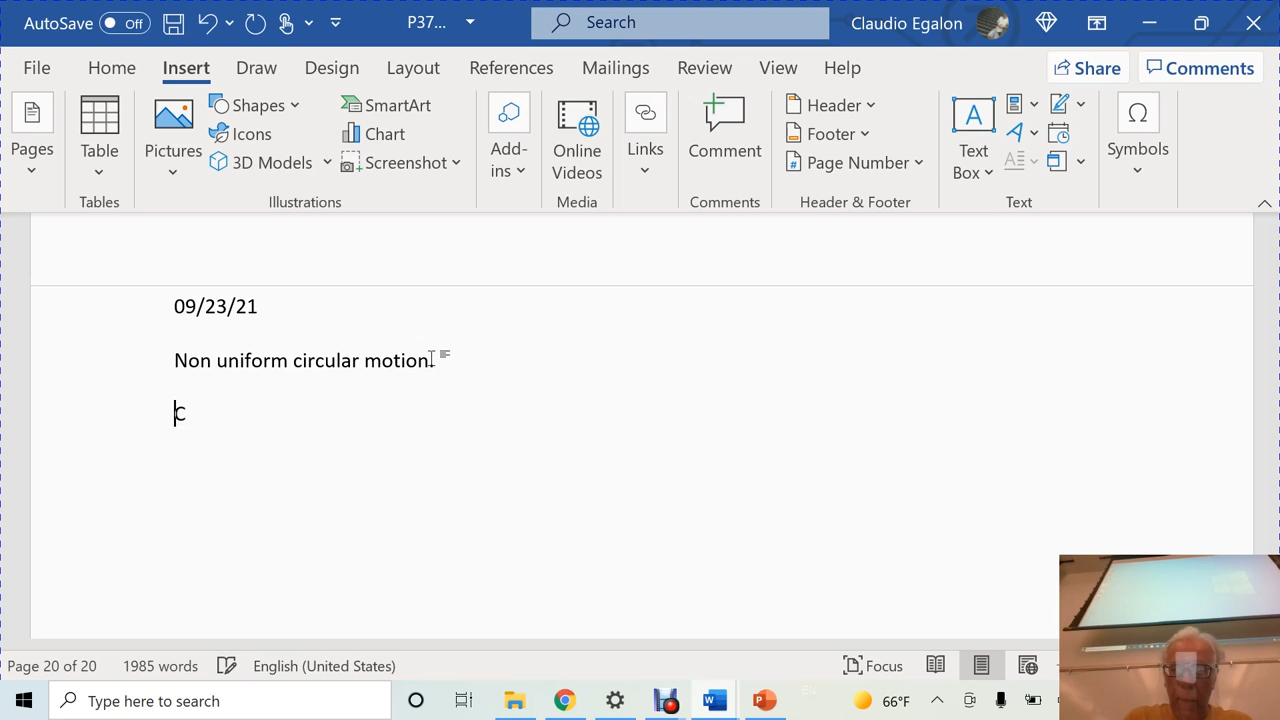 AutoSave Off P37... Search Claudio Egalon
File Home Insert Draw Design Layout References Mailings Review View Help Share Comments
Pages
Table
Tables
Pictures
Shapes
Icons
3D Models
SmartArt
Chart
Screenshot
Illustrations
Add-
ins
Online
Videos
Media
Links
Comment
Comments
Header
Footer
Page Number
Header & Footer
A
Text
Box
Text
Ω
Symbols
09/23/21
Non uniform circular motion.
C
Page 20 of 20 1985 words English (United States) Focus
Type here to search 66°F